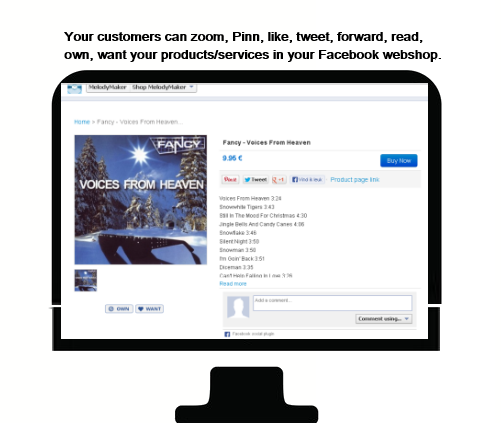 Your customers can zoom, Pinn, like, tweet, forward, read,
own, want your products/services in your Facebook webshop.
MelodyMaker Shop MelodyMaker
Home > Fancy - Voices From Heaven...
FANCY
VOICES FROM HEAVEN
Fancy - Voices From Heaven
9.95 €
Buy Now
Pin it Tweet +1 Product page link
Voices From Heaven 3:24
Snowwhite Tigers 3:43
Still In The Mood For Christmas 4:30
Jingle Bells And Candy Canes 4:06
Snowflake 3:46
Silent Night 3:50
Snowman 3:50
I'm Goin' Back 3:51
Diceman 3:35
Can't Help Falling In Love 3:26
Read more
OWN WANT
Add a comment...
Comment using...
Facebook social plugin